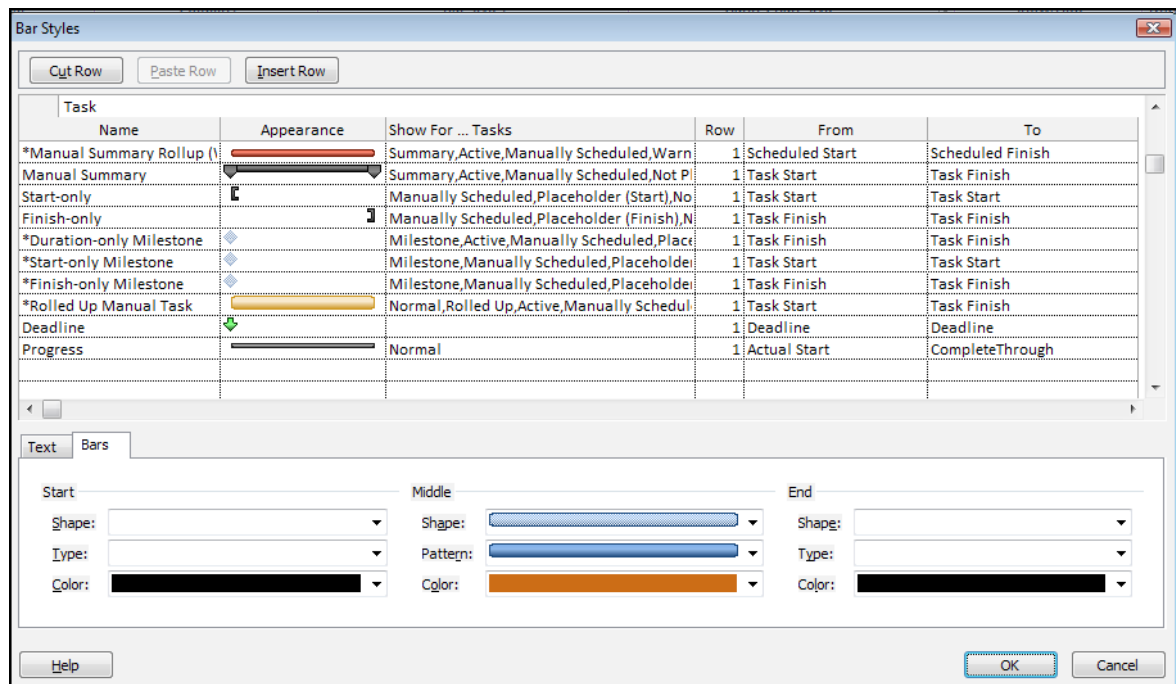 Bar Styles
Cut Row Paste Row Insert Row
Task
Name Appearance Show For ... Tasks Row From To
*Manual Summary Rollup (\ Summary,Active,Manually Scheduled,Warn 1 Scheduled Start Scheduled Finish
Manual Summary Summary,Active,Manually Scheduled,Not Pl 1 Task Start Task Finish
Start-only Manually Scheduled,Placeholder (Start),No 1 Task Start Task Start
Finish-only Manually Scheduled,Placeholder (Finish),N 1 Task Finish Task Finish
*Duration-only Milestone Milestone,Active,Manually Scheduled,Place 1 Task Finish Task Finish
*Start-only Milestone Milestone,Manually Scheduled,Placeholder 1 Task Start Task Start
*Finish-only Milestone Milestone,Manually Scheduled,Placeholder 1 Task Finish Task Finish
*Rolled Up Manual Task Normal,Rolled Up,Active,Manually Schedul 1 Task Start Task Finish
Deadline 1 Deadline Deadline
Progress Normal 1 Actual Start CompleteThrough
Text Bars
Start Middle End
Shape: Shape: Shape:
Type: Pattern: Type:
Color: Color: Color:
Help OK Cancel